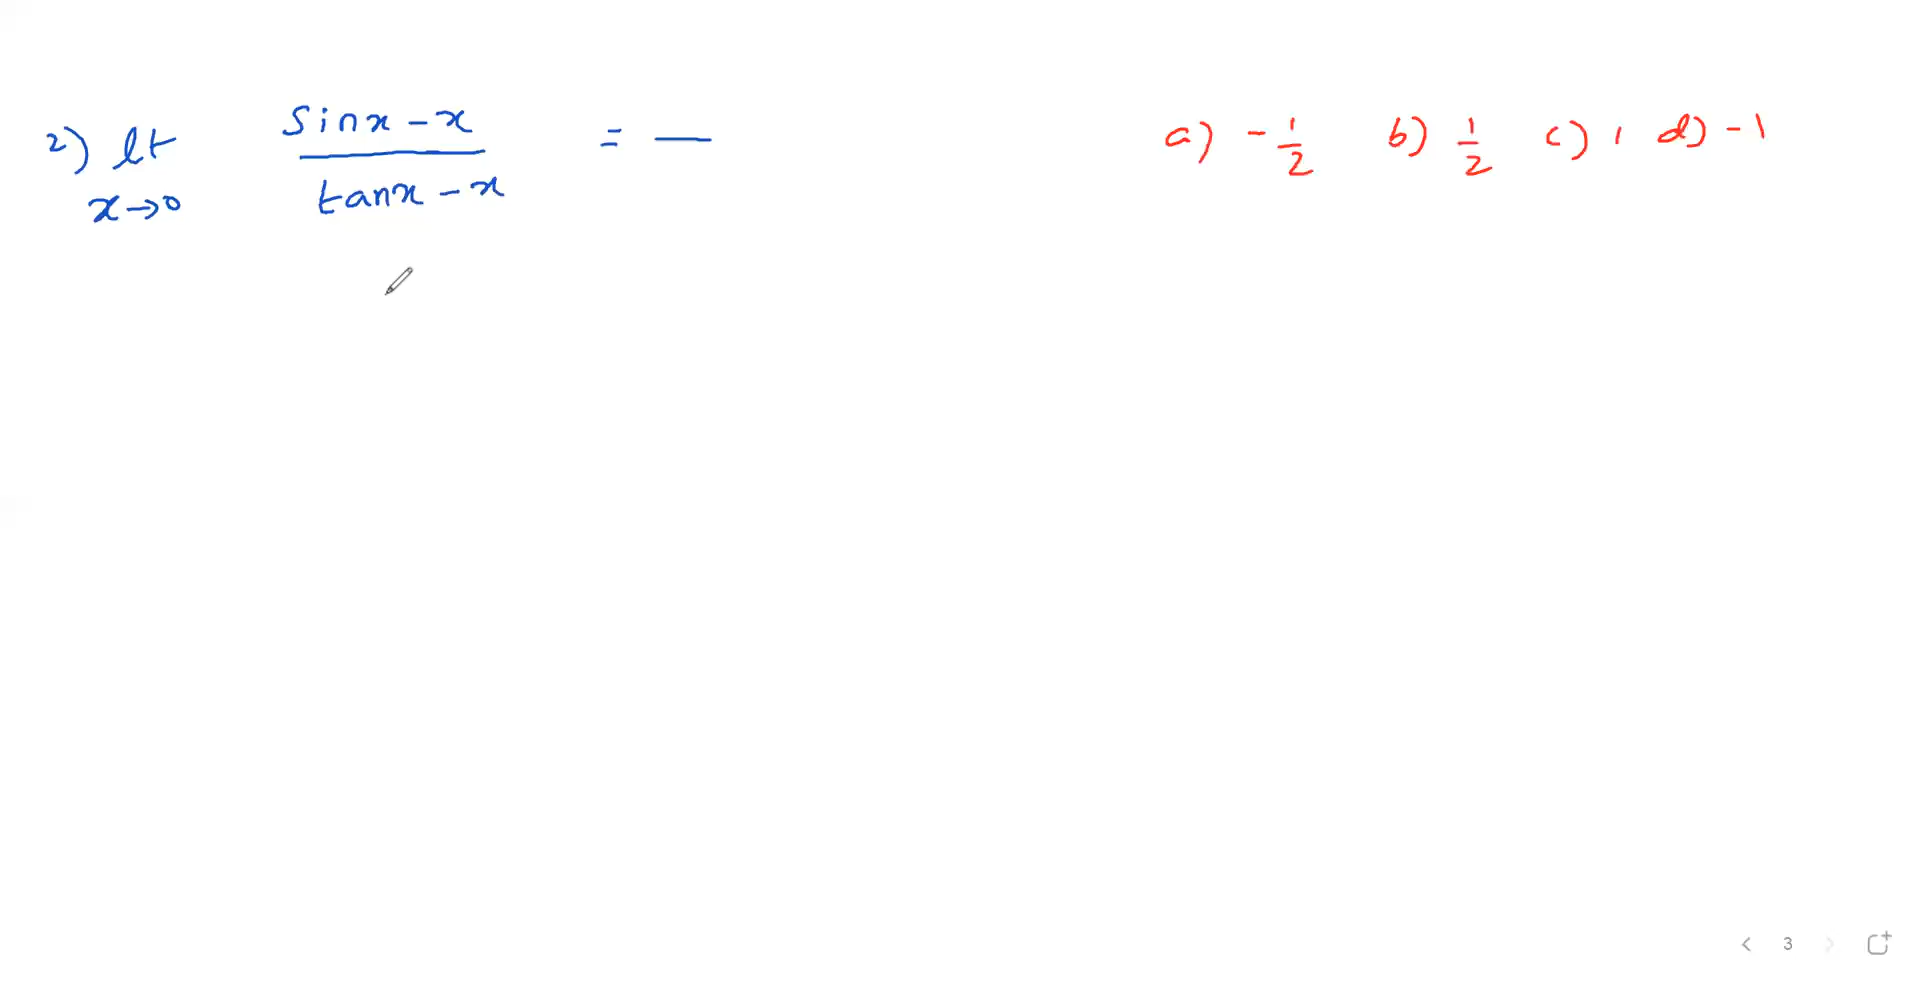 2) lt sinx - x / tanx - x = — a) -1/2 b) 1/2 c) 1 d) -1
x→0
3